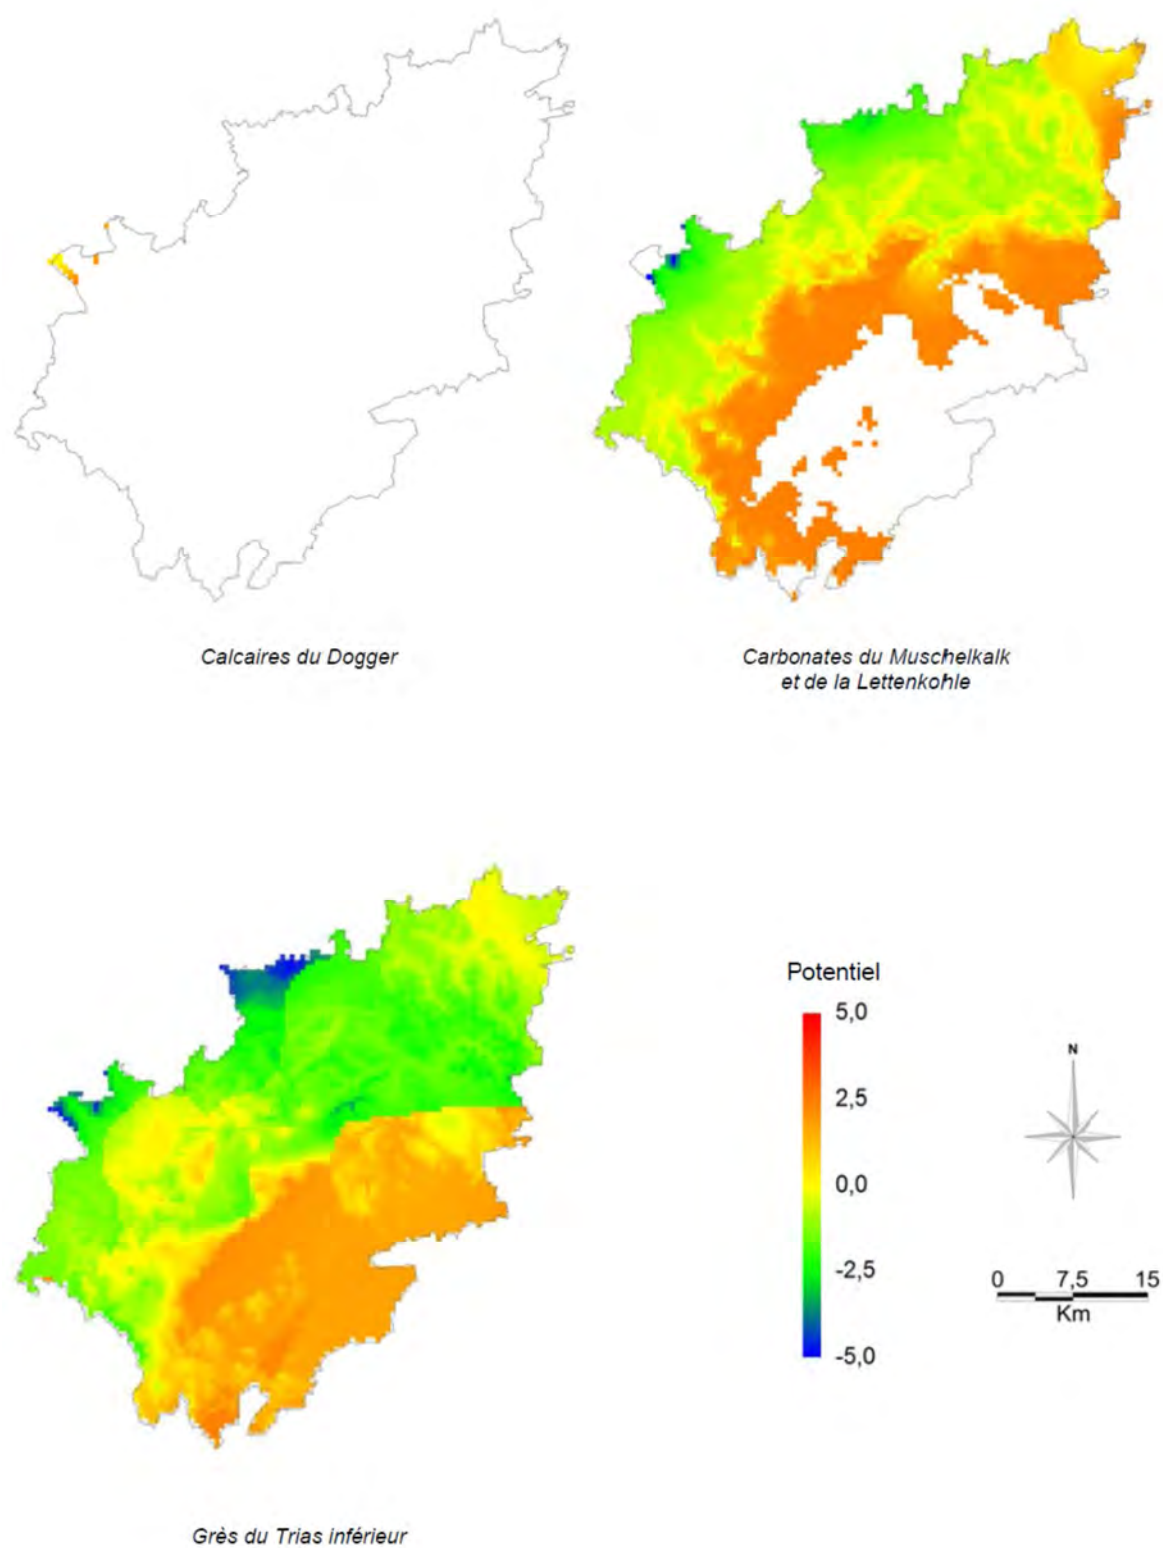 Calcaires du Dogger
Carbonates du Muschelkalk
et de la Lettenkohle
Potentiel
5,0
2,5
0,0
-2,5
-5,0
N
0 7,5 15
Km
Grès du Trias inférieur